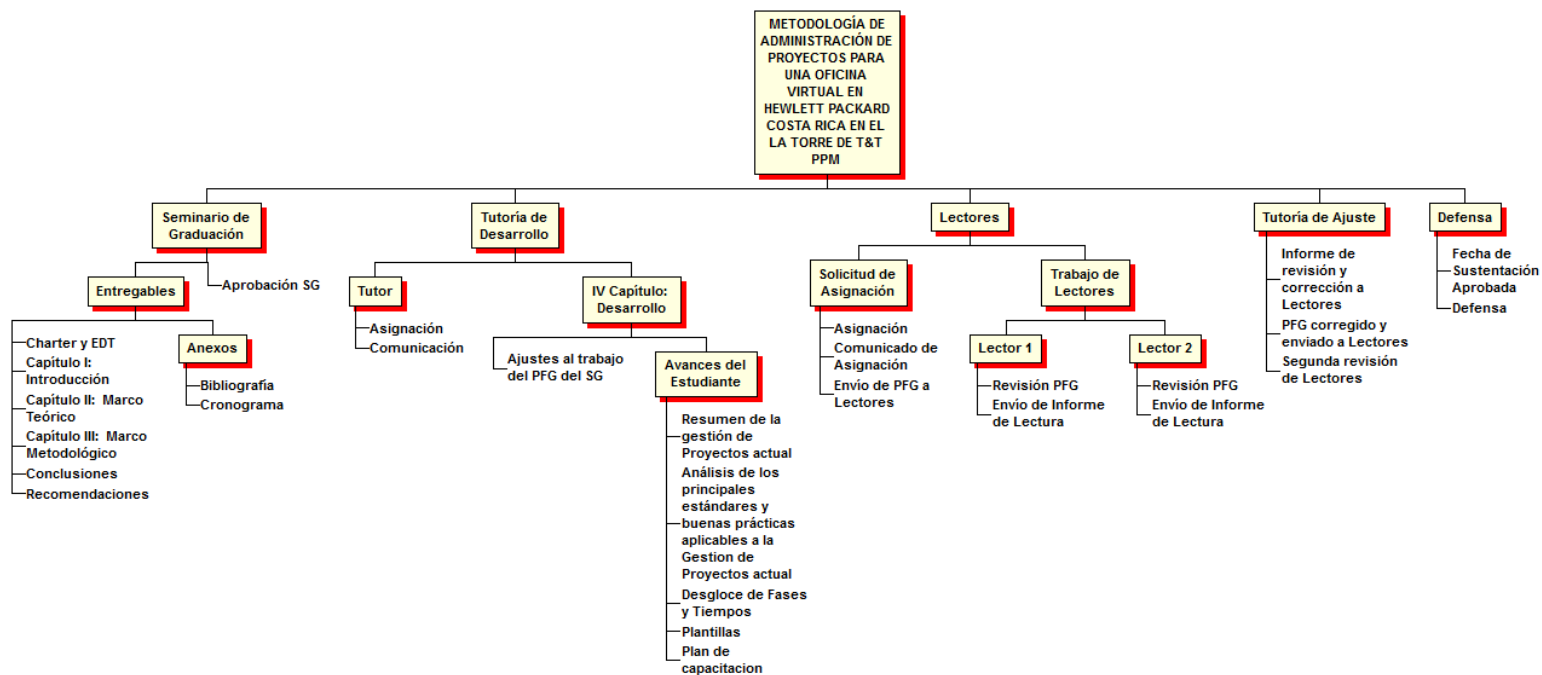 METODOLOGÍA DE
ADMINISTRACIÓN DE
PROYECTOS PARA
UNA OFICINA
VIRTUAL EN
HEWLETT PACKARD
COSTA RICA EN EL
LA TORRE DE T&T
PPM
Seminario de
Graduación
Entregables
Charter y EDT
Capítulo I:
Introducción
Capítulo II:  Marco
Teórico
Capítulo III:  Marco
Metodológico
Conclusiones
Recomendaciones
Anexos
Bibliografía
Cronograma
Aprobación SG
Tutoría de
Desarrollo
Tutor
Asignación
Comunicación
IV Capítulo:
Desarrollo
Ajustes al trabajo
del PFG del SG
Avances del
Estudiante
Resumen de la
gestión de
Proyectos actual
Análisis de los
principales
estándares y
buenas prácticas
aplicables a la
Gestion de
Proyectos actual
Desgloce de Fases
y Tiempos
Plantillas
Plan de
capacitacion
Lectores
Solicitud de
Asignación
Asignación
Comunicado de
Asignación
Envío de PFG a
Lectores
Trabajo de
Lectores
Lector 1
Revisión PFG
Envío de Informe
de Lectura
Lector 2
Revisión PFG
Envío de Informe
de Lectura
Tutoría de Ajuste
Informe de
revisión y
corrección a
Lectores
PFG corregido y
enviado a Lectores
Segunda revisión
de Lectores
Defensa
Fecha de
Sustentación
Aprobada
Defensa